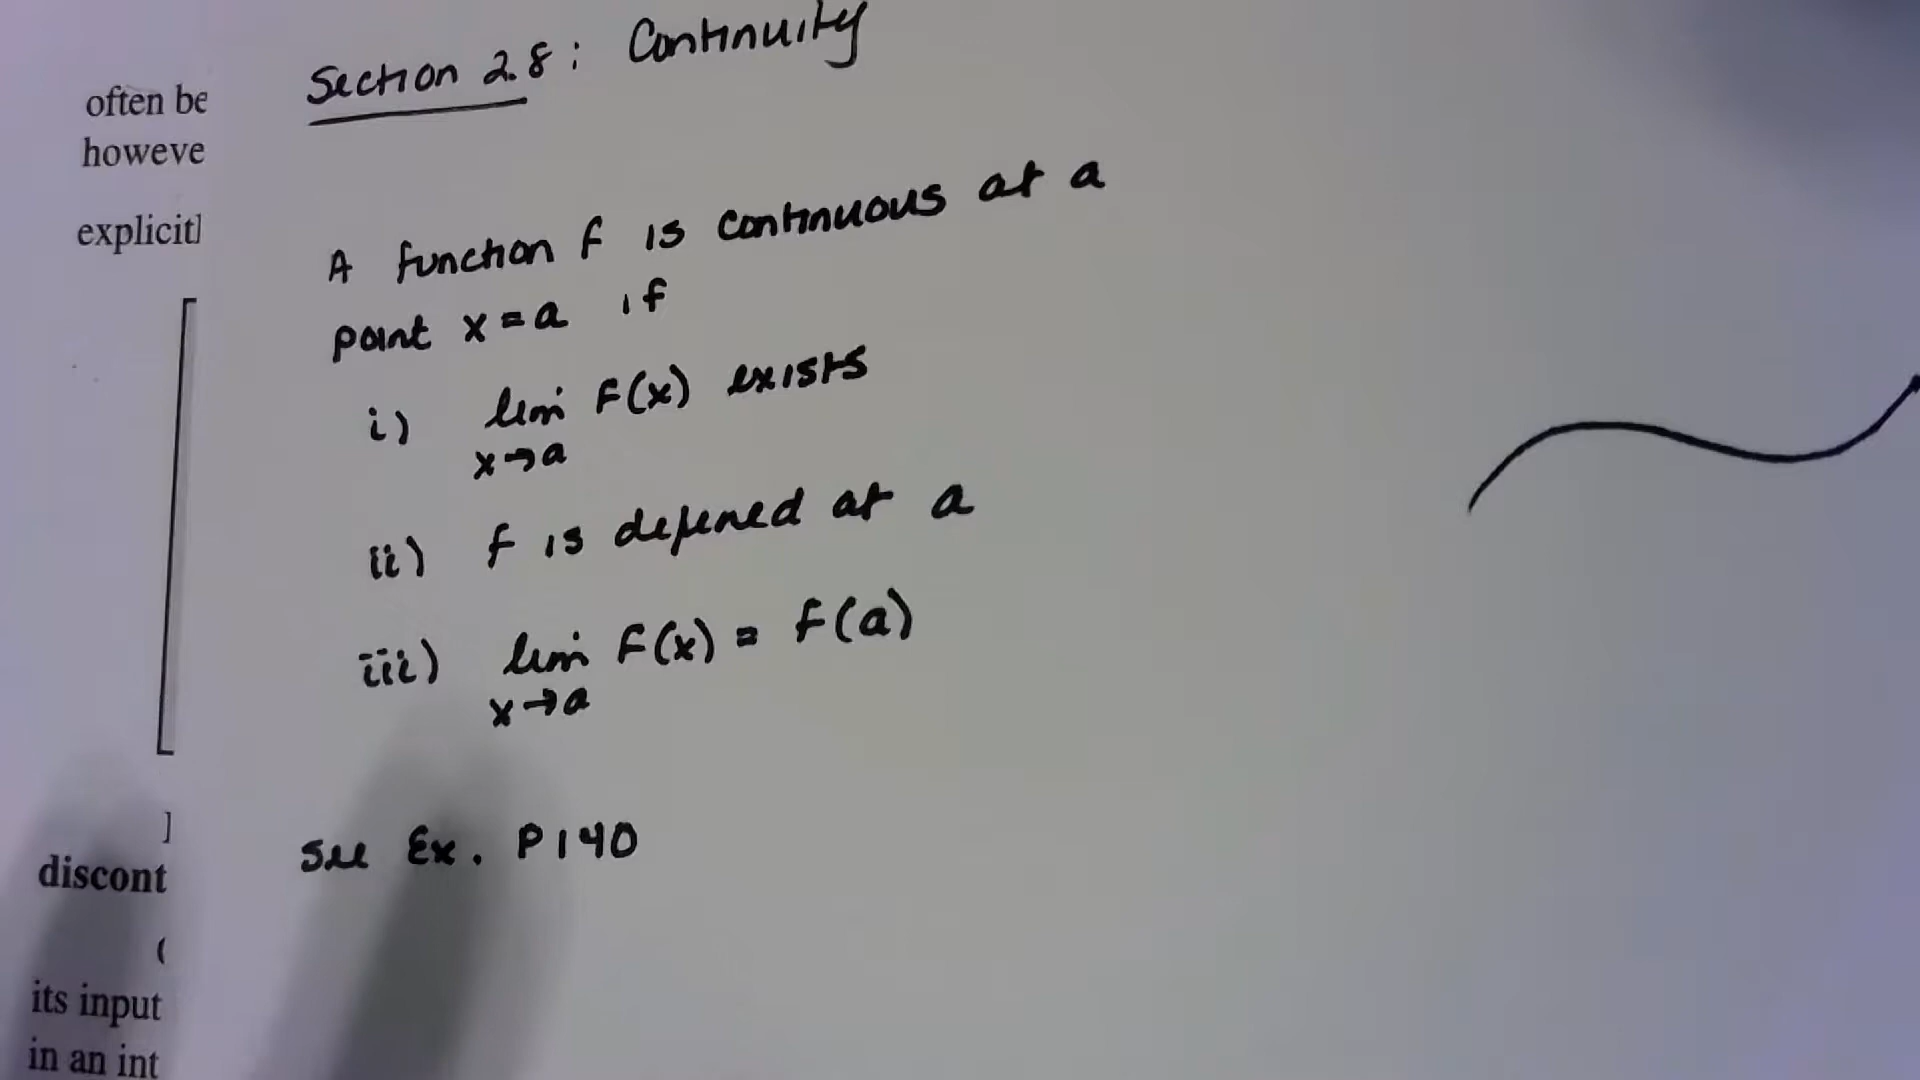 often be
howeve
explicitl
]
discont
(
its input
in an int
Section 2.8: Continuity
A function f is continuous at a
point x = a if
i) lim f(x) exists
x→a
ii) f is defined at a
iii) lim f(x) = f(a)
x→a
See Ex. P140